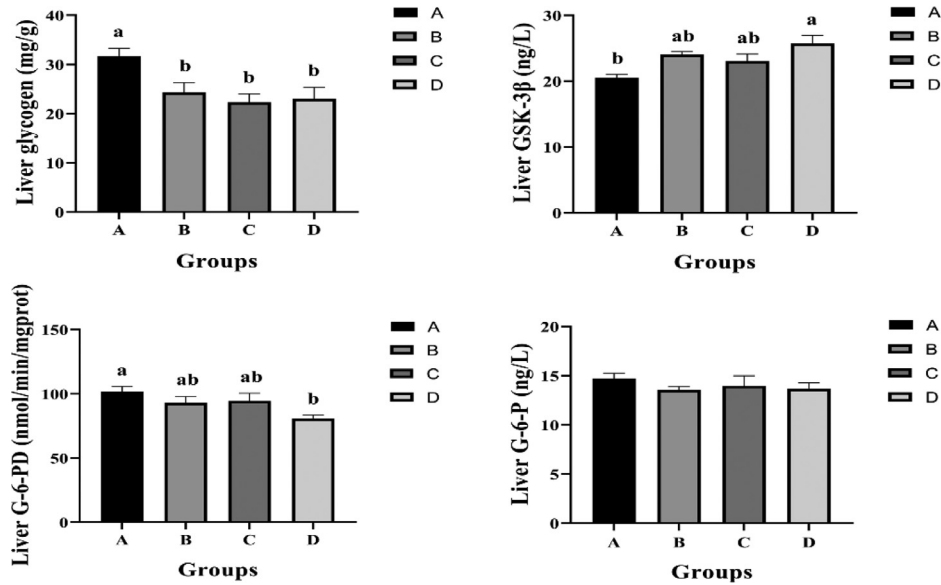 Liver glycogen (mg/g)
40
30
20
10
0
a
b
b
b
A
B
C
D
Groups
A
B
C
D
Liver GSK-3β (ng/L)
30
20
10
0
b
ab
ab
a
A
B
C
D
Groups
A
B
C
D
Liver G-6-PD (nmol/min/mgprot)
150
100
50
0
a
ab
ab
b
A
B
C
D
Groups
A
B
C
D
Liver G-6-P (ng/L)
20
15
10
5
0
A
B
C
D
Groups
A
B
C
D